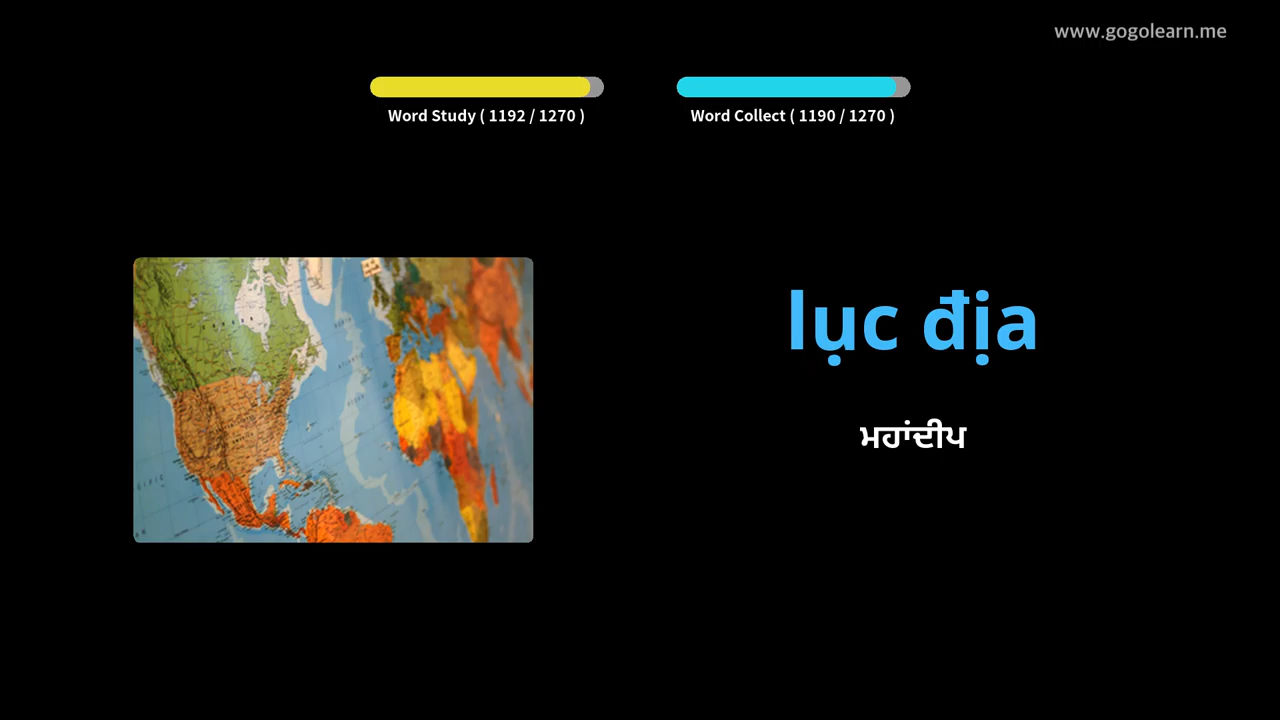 www.gogolearn.me
Word Study ( 1192 / 1270 )
Word Collect ( 1190 / 1270 )
lục địa
ਮਹਾਂਦੀਪ